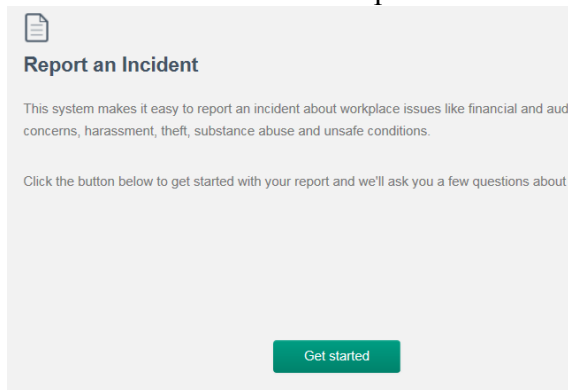 Report an Incident
This system makes it easy to report an incident about workplace issues like financial and aud
concerns, harassment, theft, substance abuse and unsafe conditions.
Click the button below to get started with your report and we'll ask you a few questions about
Get started